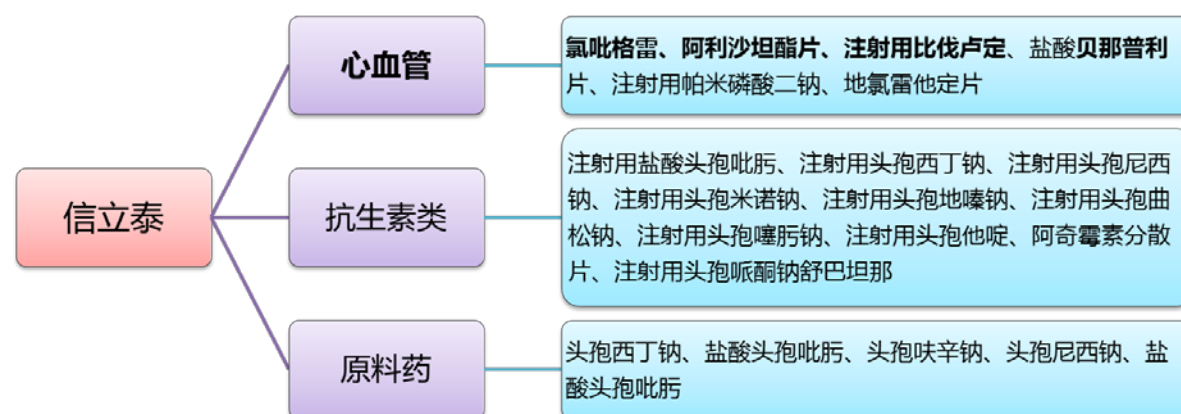 信立泰
心血管
氯吡格雷、阿利沙坦酯片、注射用比伐卢定、盐酸贝那普利
片、注射用帕米磷酸二钠、地氯雷他定片
抗生素类
注射用盐酸头孢吡肟、注射用头孢西丁钠、注射用头孢尼西
钠、注射用头孢米诺钠、注射用头孢地嗪钠、注射用头孢曲
松钠、注射用头孢噻肟钠、注射用头孢他啶、阿奇霉素分散
片、注射用头孢哌酮钠舒巴坦那
原料药
头孢西丁钠、盐酸头孢吡肟、头孢呋辛钠、头孢尼西钠、盐
酸头孢吡肟